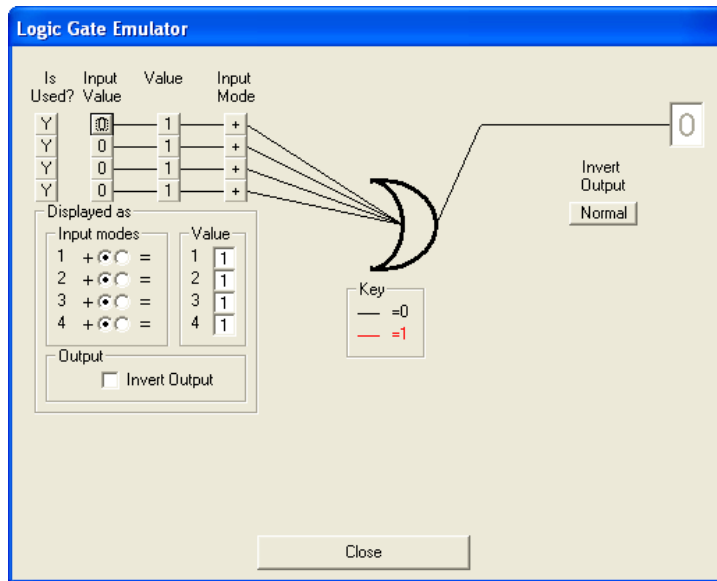 Logic Gate Emulator
Is Used? Input Value Value Input Mode
Y 0 1 +
Y 0 1 +
Y 0 1 +
Y 0 1 +
0
Invert Output
Normal
Displayed as
Input modes
1 + =
2 + =
3 + =
4 + =
Value
1 1
2 1
3 1
4 1
Key
=0
=1
Output
Invert Output
Close